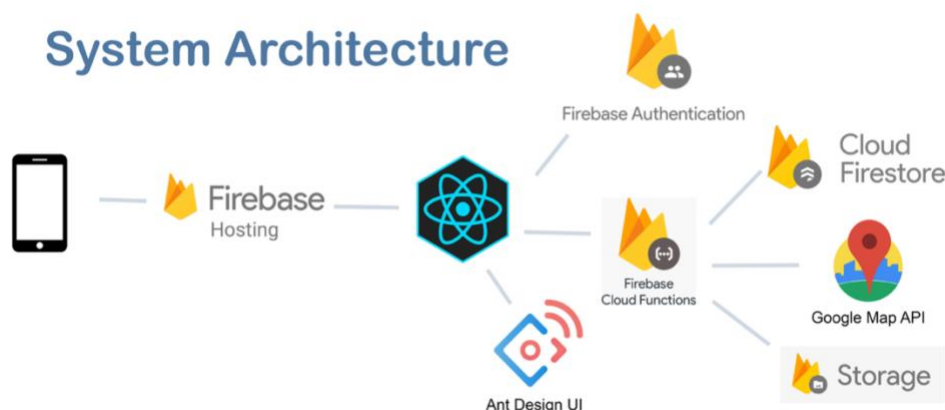 System Architecture
Firebase Authentication
Cloud
Firestore
Firebase
Hosting
Firebase
Cloud Functions
Google Map API
Storage
Ant Design UI